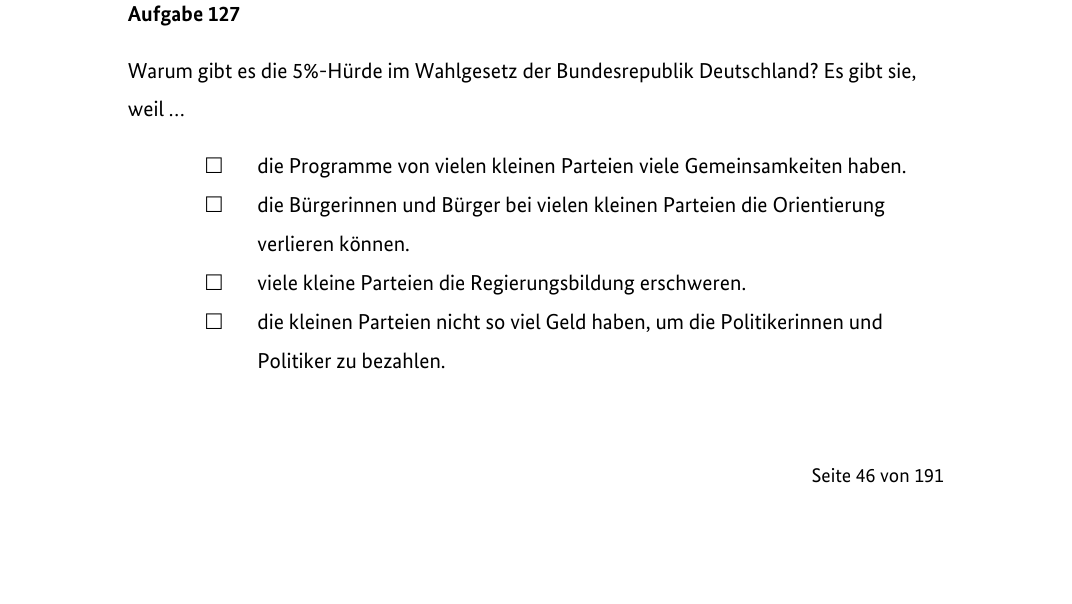 Aufgabe 127
Warum gibt es die 5%-Hürde im Wahlgesetz der Bundesrepublik Deutschland? Es gibt sie,
weil …
☐ die Programme von vielen kleinen Parteien viele Gemeinsamkeiten haben.
☐ die Bürgerinnen und Bürger bei vielen kleinen Parteien die Orientierung
verlieren können.
☐ viele kleine Parteien die Regierungsbildung erschweren.
☐ die kleinen Parteien nicht so viel Geld haben, um die Politikerinnen und
Politiker zu bezahlen.
Seite 46 von 191